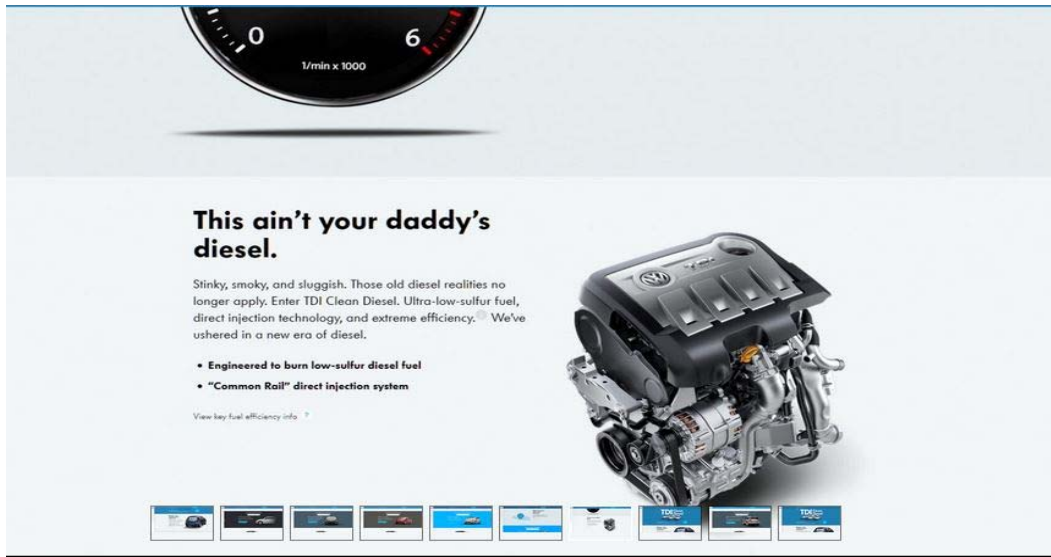 0
6
1/min x 1000
This ain't your daddy's
diesel.
Stinky, smoky, and sluggish. Those old diesel realities no
longer apply. Enter TDI Clean Diesel. Ultra-low-sulfur fuel,
direct injection technology, and extreme efficiency. We've
ushered in a new era of diesel.
• Engineered to burn low-sulfur diesel fuel
• “Common Rail” direct injection system
View key fuel efficiency info
TDI
TDI
TDI